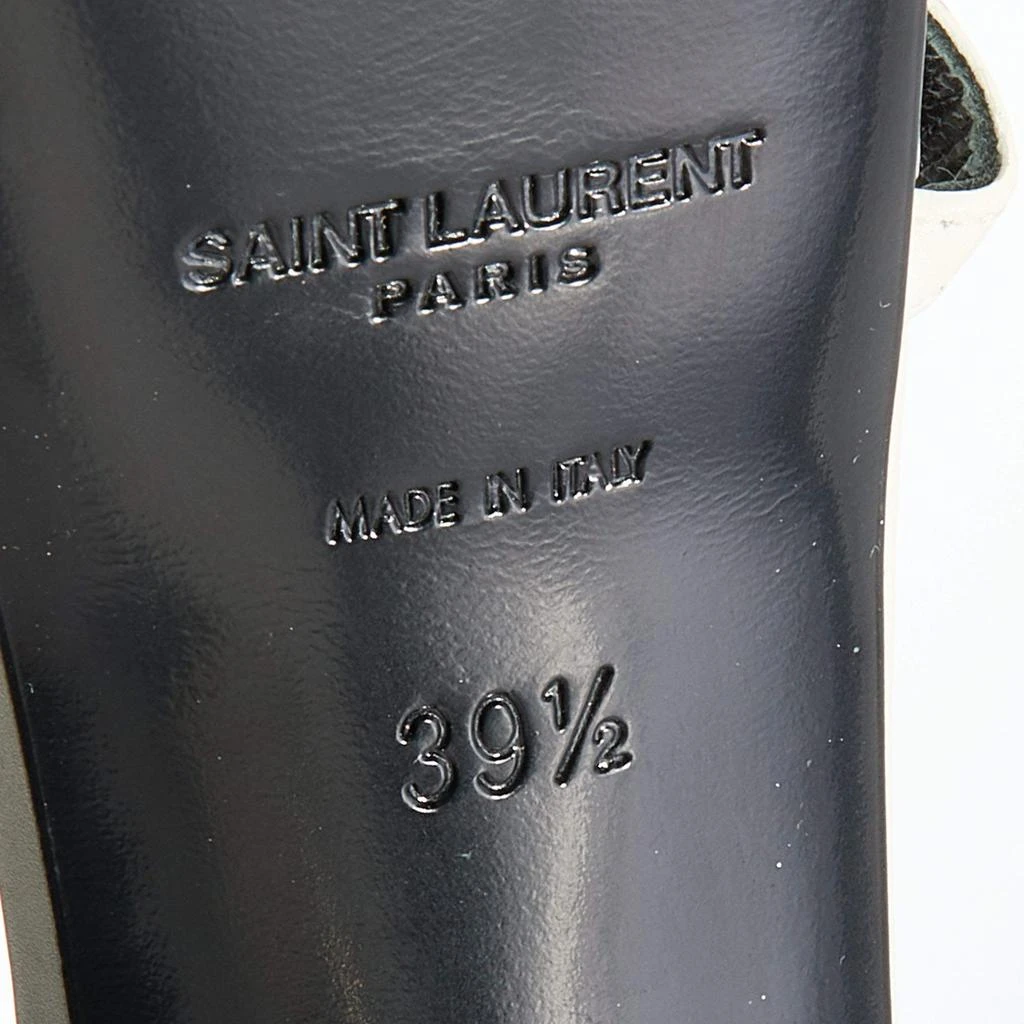 SAINT LAURENT
PARIS
MADE IN ITALY
39½